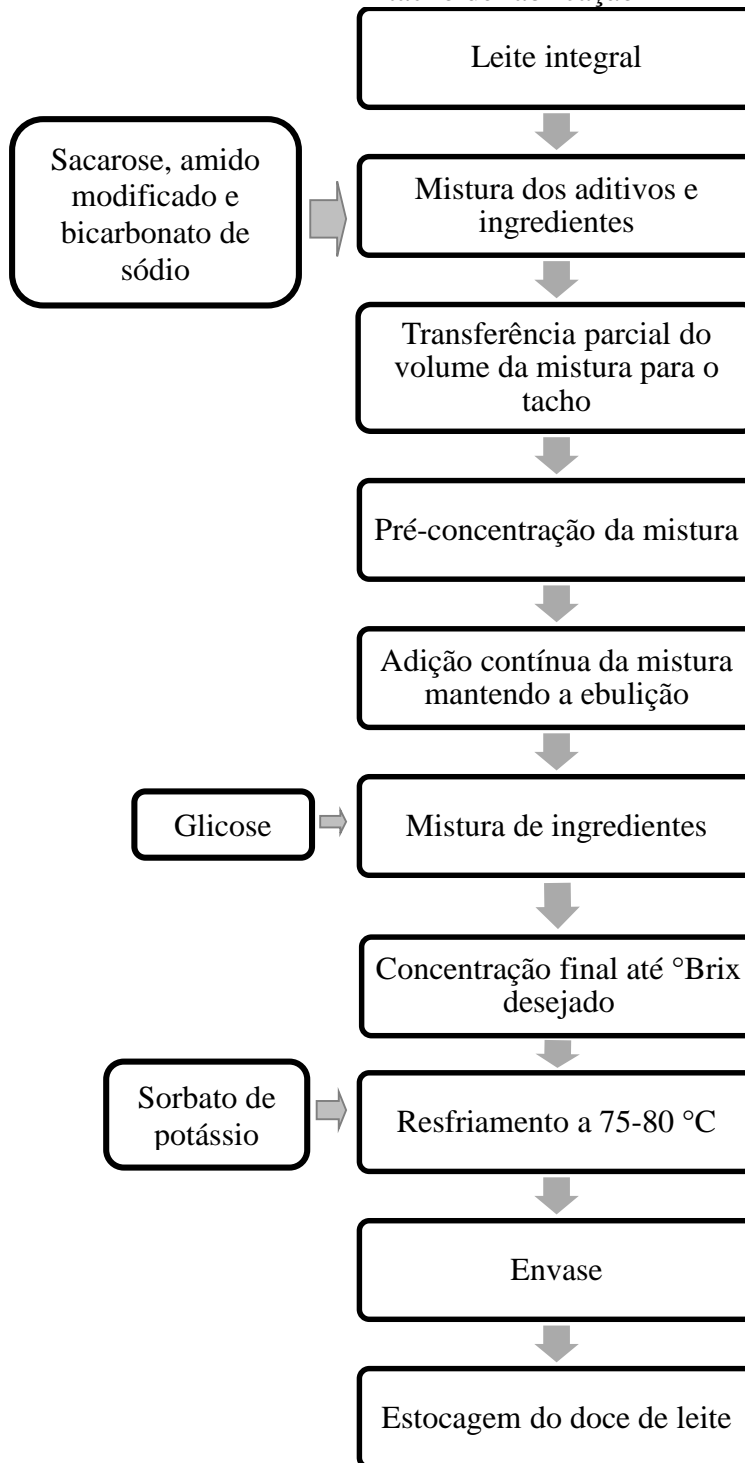 Leite integral
Sacarose, amido
modificado e
bicarbonato de
sódio
Mistura dos aditivos e
ingredientes
Transferência parcial do
volume da mistura para o
tacho
Pré-concentração da mistura
Adição contínua da mistura
mantendo a ebulição
Glicose
Mistura de ingredientes
Concentração final até °Brix
desejado
Sorbato de
potássio
Resfriamento a 75-80 °C
Envase
Estocagem do doce de leite